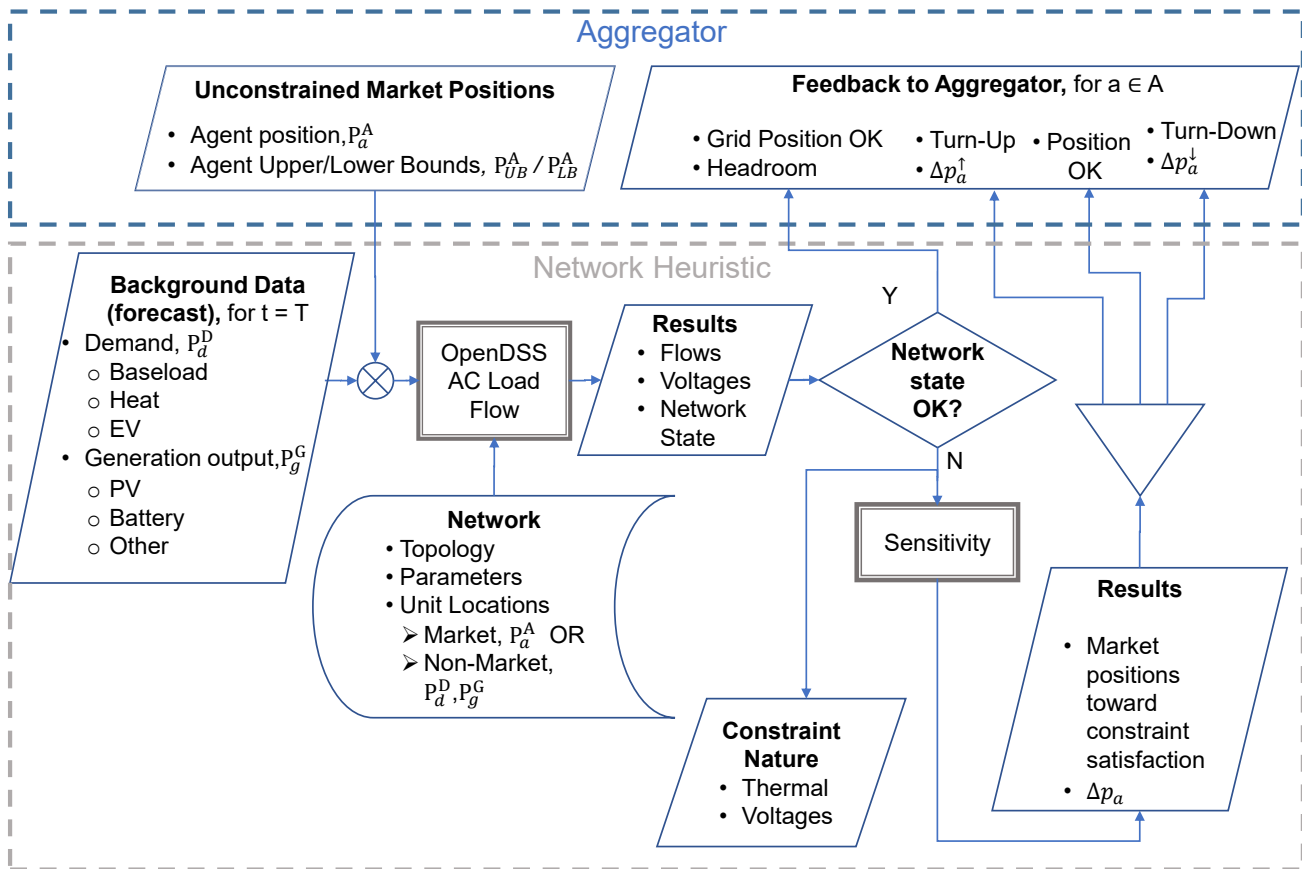 Aggregator
Unconstrained Market Positions
• Agent position,P_a^A
• Agent Upper/Lower Bounds, P_UB^A / P_LB^A
Feedback to Aggregator, for a ∈ A
• Grid Position OK
• Headroom
• Turn-Up
• Δp_a^↑
• Position
OK
• Turn-Down
• Δp_a^↓
Network Heuristic
Background Data
(forecast), for t = T
• Demand, P_d^D
o Baseload
o Heat
o EV
• Generation output,P_g^G
o PV
o Battery
o Other
OpenDSS
AC Load
Flow
Results
• Flows
• Voltages
• Network
State
Network
state
OK?
Y
N
Network
• Topology
• Parameters
• Unit Locations
➢ Market, P_a^A OR
➢ Non-Market,
P_d^D,P_g^G
Sensitivity
Constraint
Nature
• Thermal
• Voltages
Results
• Market
positions
toward
constraint
satisfaction
• Δp_a